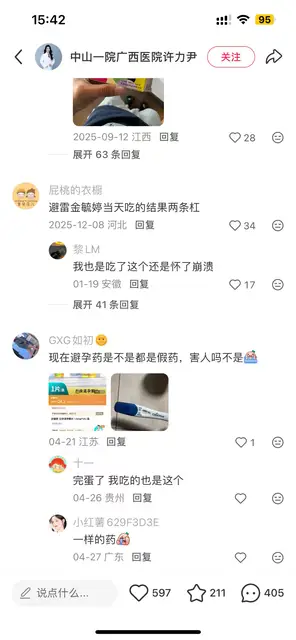 15:42
95
中山一院广西医院许力尹
关注
2025-09-12 江西 回复
28
展开 63 条回复
屁桃的衣橱
避雷金毓婷当天吃的结果两条杠
2025-12-08 河北 回复
34
黎LM
我也是吃了这个还是怀了崩溃
01-19 安徽 回复
17
展开 41 条回复
GXG如初
现在避孕药是不是都是假药，害人吗不是
04-21 江苏 回复
1
十一
完蛋了 我吃的也是这个
04-26 贵州 回复
小红薯629F3D3E
一样的药
04-27 广东 回复
说点什么...
597
211
405